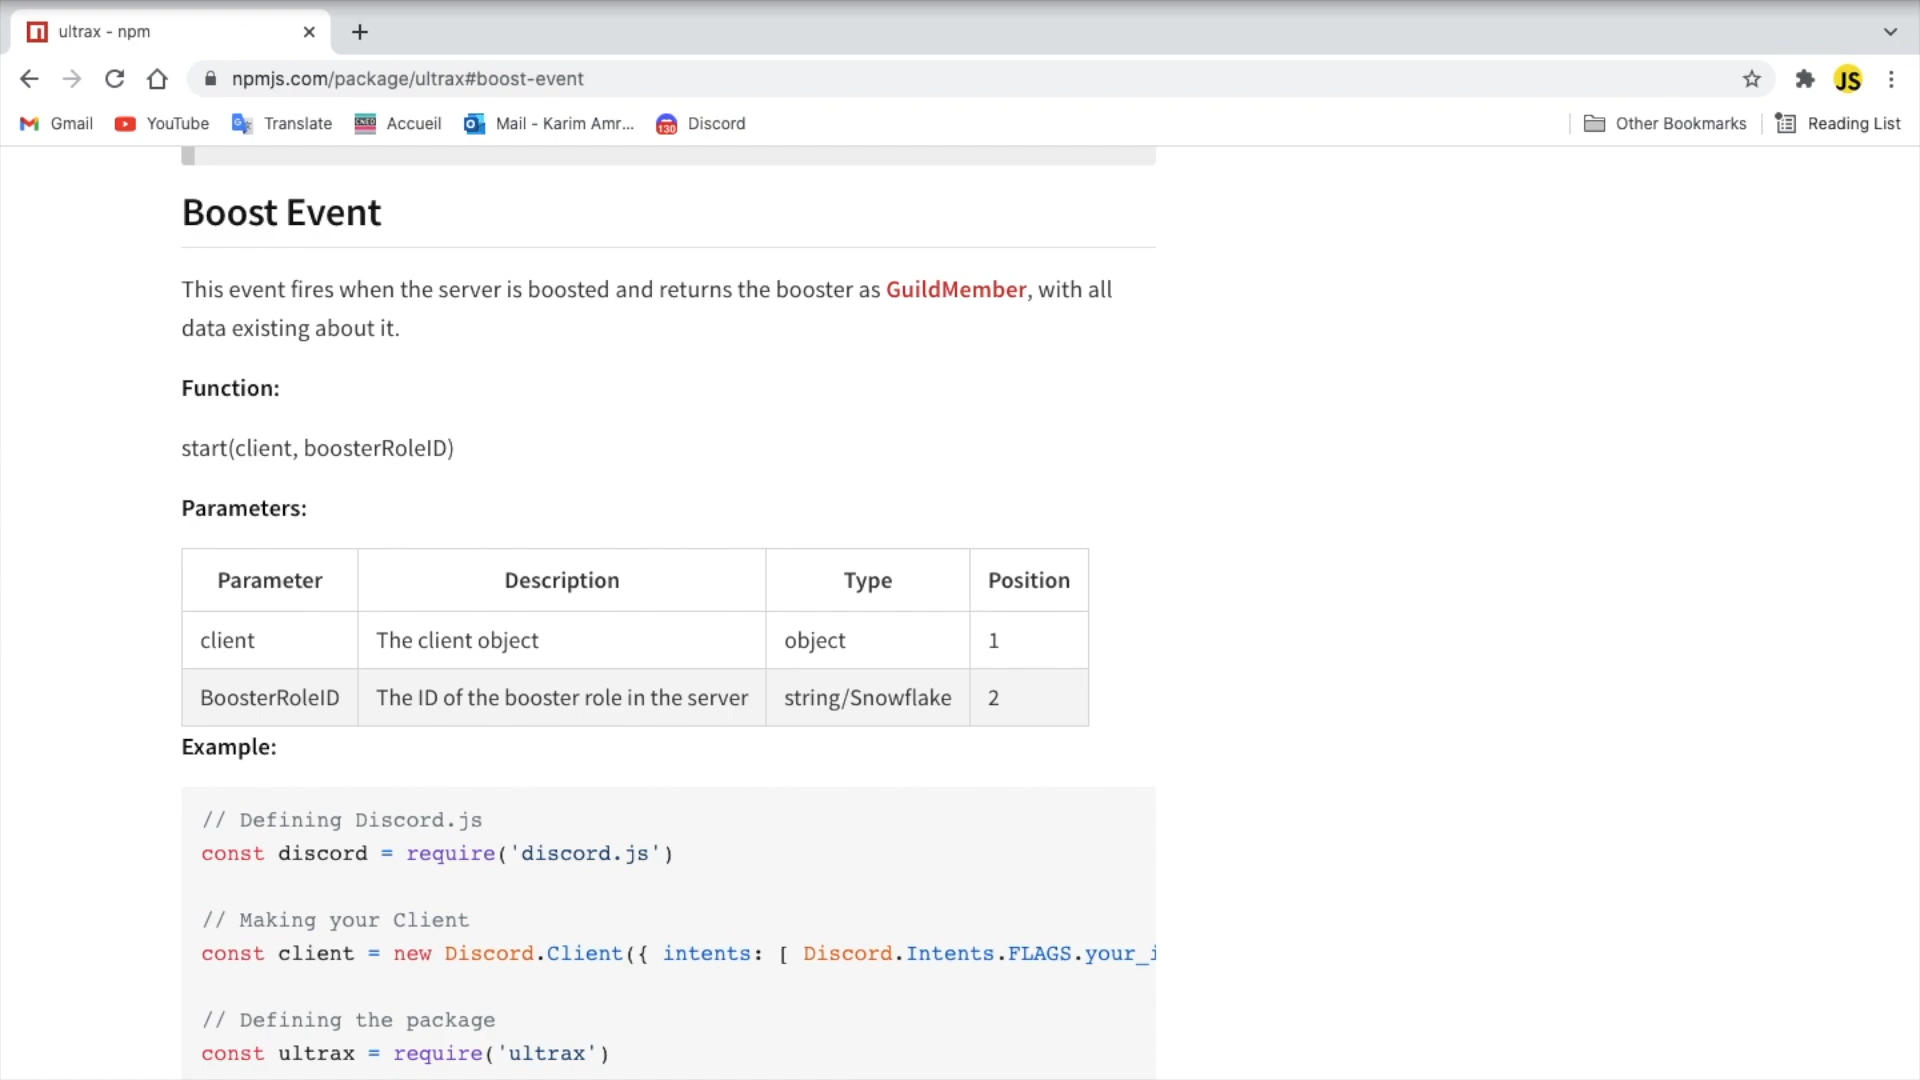 ultrax - npm
npmjs.com/package/ultrax#boost-event
JS
Gmail YouTube Translate CNED Accueil Mail - Karim Amr... 130 Discord Other Bookmarks Reading List
Boost Event
This event fires when the server is boosted and returns the booster as GuildMember, with all
data existing about it.
Function:
start(client, boosterRoleID)
Parameters:
Parameter Description Type Position
client The client object object 1
BoosterRoleID The ID of the booster role in the server string/Snowflake 2
Example:
// Defining Discord.js
const discord = require('discord.js')
// Making your Client
const client = new Discord.Client({ intents: [ Discord.Intents.FLAGS.your_i
// Defining the package
const ultrax = require('ultrax')